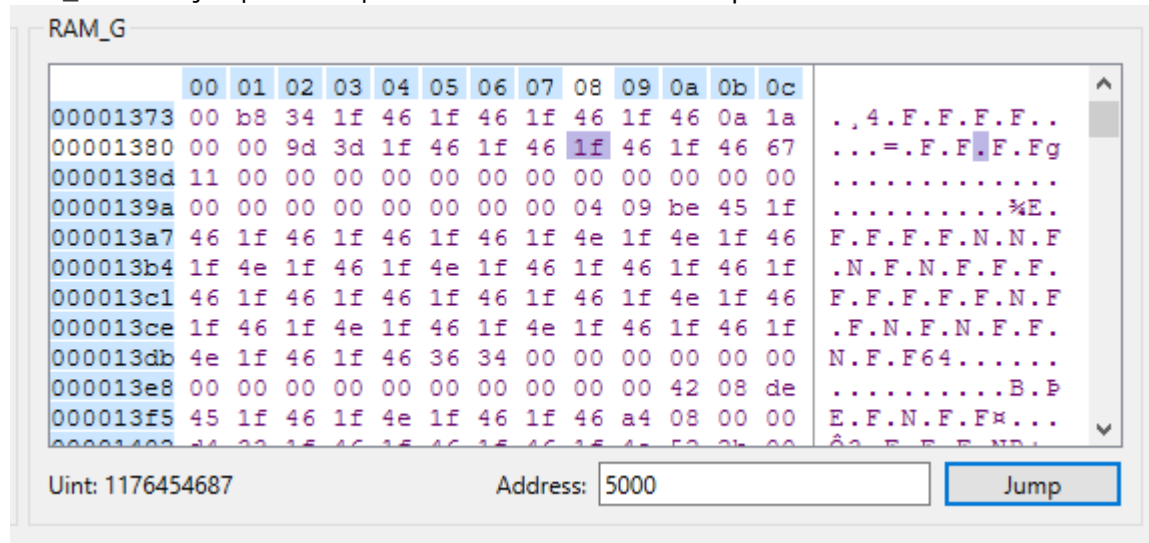 RAM_G
00 01 02 03 04 05 06 07 08 09 0a 0b 0c
00001373 00 b8 34 1f 46 1f 46 1f 46 1f 46 0a 1a .¸4.F.F.F.F..
00001380 00 00 9d 3d 1f 46 1f 46 1f 46 1f 46 67 ...=.F.F.F.Fg
0000138d 11 00 00 00 00 00 00 00 00 00 00 00 00 .............
0000139a 00 00 00 00 00 00 00 00 04 09 be 45 1f ..........¾E.
000013a7 46 1f 46 1f 46 1f 46 1f 4e 1f 4e 1f 46 F.F.F.F.N.N.F
000013b4 1f 4e 1f 46 1f 4e 1f 46 1f 46 1f 46 1f .N.F.N.F.F.F.
000013c1 46 1f 46 1f 46 1f 46 1f 46 1f 4e 1f 46 F.F.F.F.F.N.F
000013ce 1f 46 1f 4e 1f 46 1f 4e 1f 46 1f 46 1f .F.N.F.N.F.F.
000013db 4e 1f 46 1f 46 36 34 00 00 00 00 00 00 N.F.F64......
000013e8 00 00 00 00 00 00 00 00 00 00 42 08 de ..........B.Þ
000013f5 45 1f 46 1f 4e 1f 46 1f 46 a4 08 00 00 E.F.N.F.F¤...
Uint: 1176454687 Address: 5000 Jump